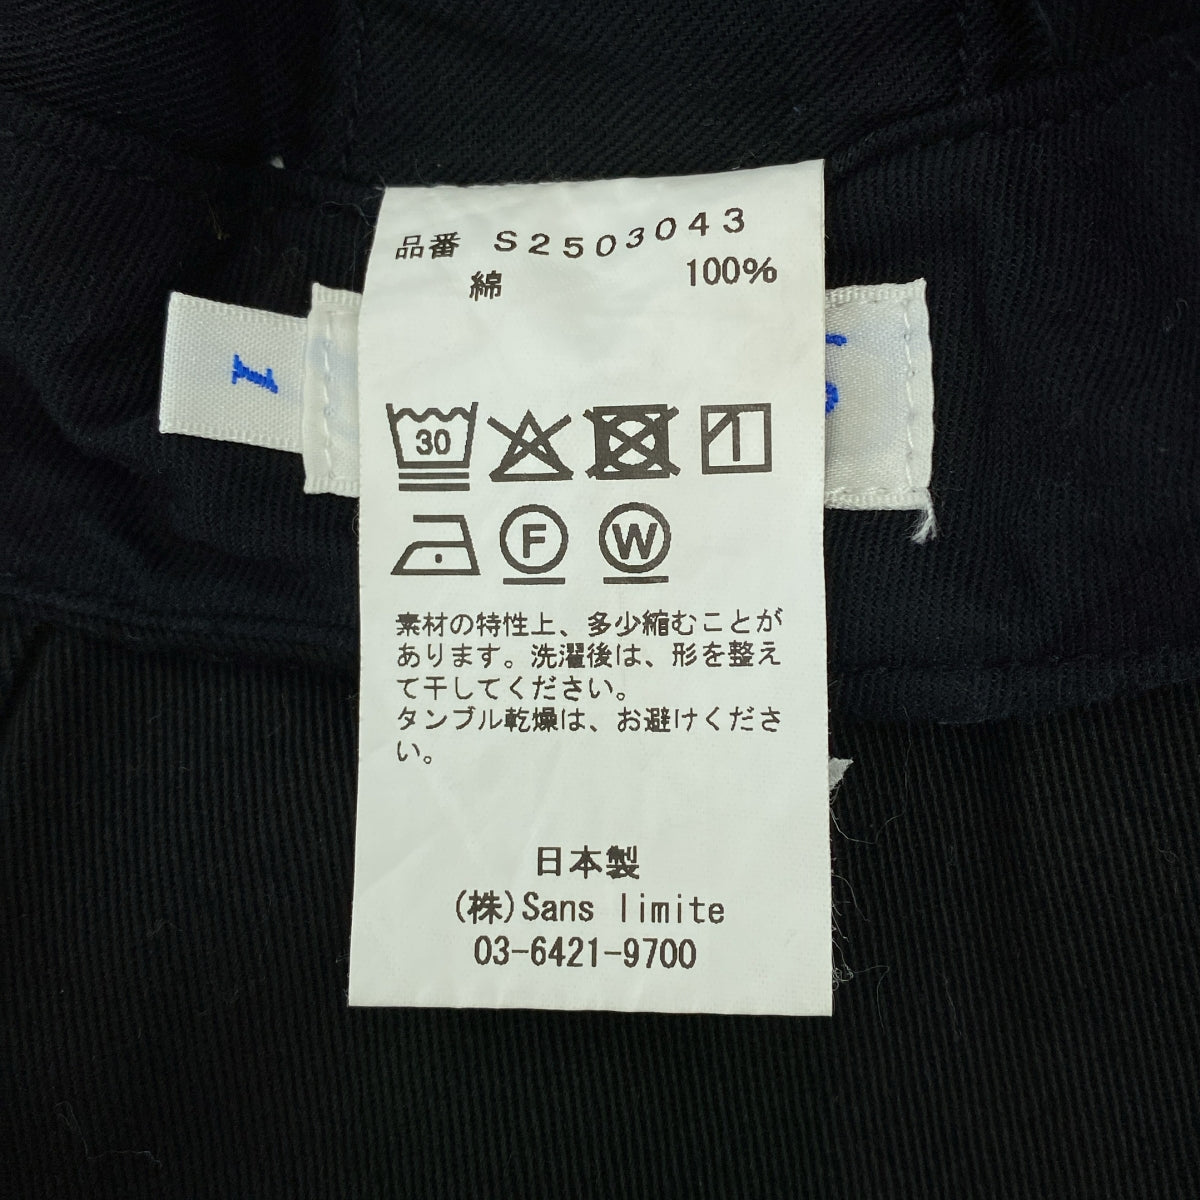 品番 S2503043
綿 100%
1
30
1
F W
素材の特性上、多少縮むことが
あります。洗濯後は、形を整え
て干してください。
タンブル乾燥は、お避けくださ
い。
日本製
(株)Sans limite
03-6421-9700